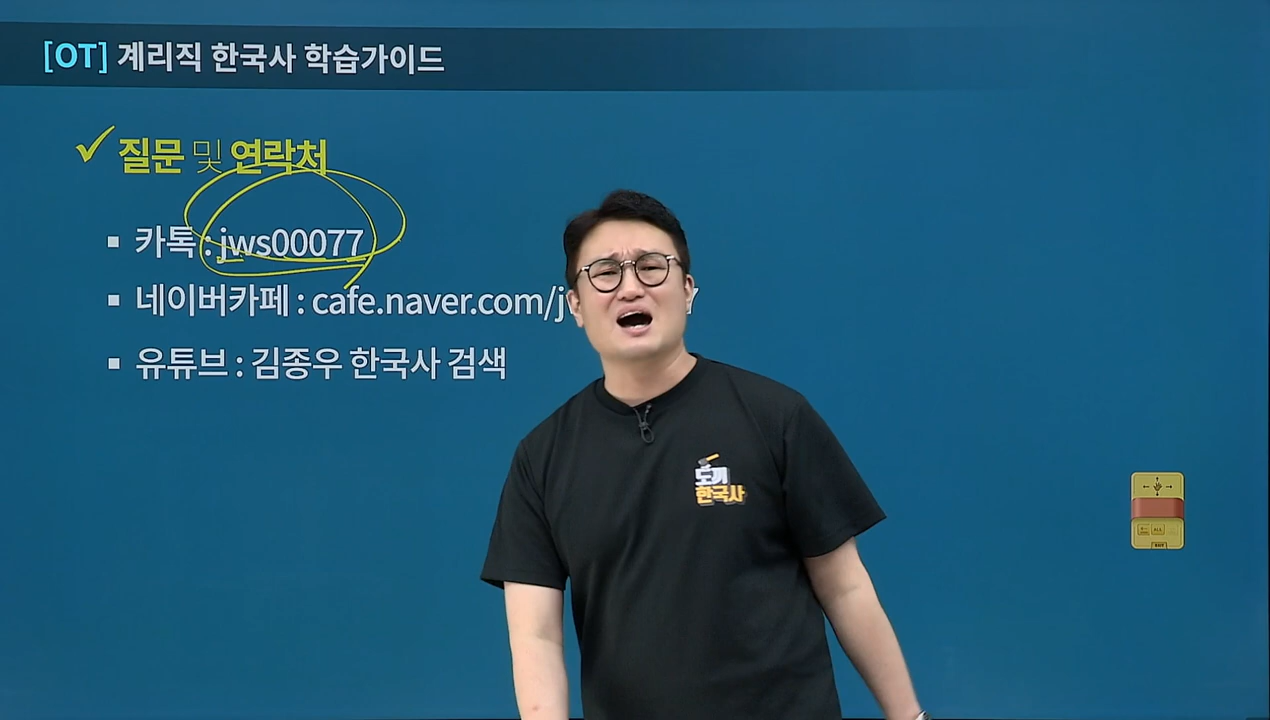 [OT] 계리직 한국사 학습가이드
질문 및 연락처
카톡 : jws00077
네이버카페 : cafe.naver.com/j
유튜브 : 김종우 한국사 검색
도끼
한국사